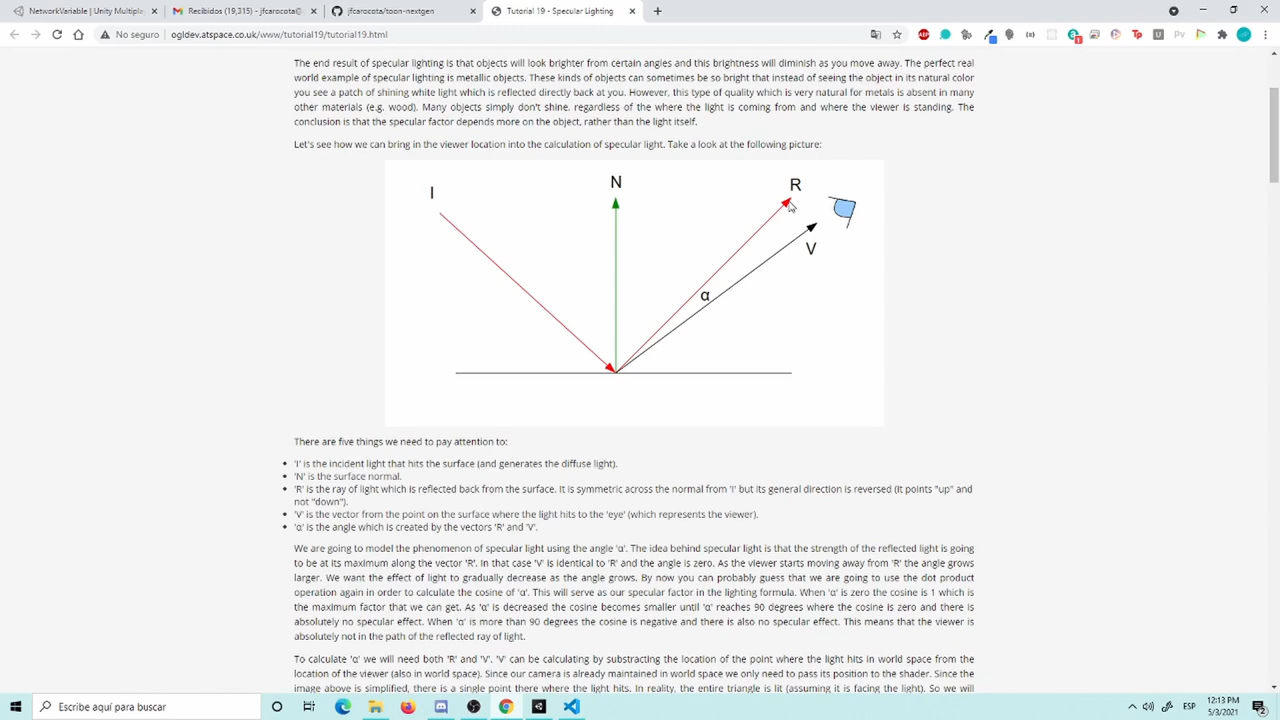 NetworkVariable | Unity Multipla
Recibidos (19,315) - jfcarocota@
jfcarocota/toon-nextgen
Tutorial 19 - Specular Lighting
No seguro
ogldev.atspace.co.uk/www/tutorial19/tutorial19.html
The end result of specular lighting is that objects will look brighter from certain angles and this brightness will diminish as you move away. The perfect real
world example of specular lighting is metallic objects. These kinds of objects can sometimes be so bright that instead of seeing the object in its natural color
you see a patch of shining white light which is reflected directly back at you. However, this type of quality which is very natural for metals is absent in many
other materials (e.g. wood). Many objects simply don't shine, regardless of the where the light is coming from and where the viewer is standing. The
conclusion is that the specular factor depends more on the object, rather than the light itself.
Let's see how we can bring in the viewer location into the calculation of specular light. Take a look at the following picture:
I
N
R
V
α
There are five things we need to pay attention to:
'I' is the incident light that hits the surface (and generates the diffuse light).
'N' is the surface normal.
'R' is the ray of light which is reflected back from the surface. It is symmetric across the normal from 'I' but its general direction is reversed (it points "up" and
not "down").
'V' is the vector from the point on the surface where the light hits to the 'eye' (which represents the viewer).
'α' is the angle which is created by the vectors 'R' and 'V'.
We are going to model the phenomenon of specular light using the angle 'α'. The idea behind specular light is that the strength of the reflected light is going
to be at its maximum along the vector 'R'. In that case 'V' is identical to 'R' and the angle is zero. As the viewer starts moving away from 'R' the angle grows
larger. We want the effect of light to gradually decrease as the angle grows. By now you can probably guess that we are going to use the dot product
operation again in order to calculate the cosine of 'α'. This will serve as our specular factor in the lighting formula. When 'α' is zero the cosine is 1 which is
the maximum factor that we can get. As 'α' is decreased the cosine becomes smaller until 'α' reaches 90 degrees where the cosine is zero and there is
absolutely no specular effect. When 'α' is more than 90 degrees the cosine is negative and there is also no specular effect. This means that the viewer is
absolutely not in the path of the reflected ray of light.
To calculate 'α' we will need both 'R' and 'V'. 'V' can be calculating by substracting the location of the point where the light hits in world space from the
location of the viewer (also in world space). Since our camera is already maintained in world space we only need to pass its position to the shader. Since the
image above is simplified, there is a single point there where the light hits. In reality, the entire triangle is lit (assuming it is facing the light). So we will
Escribe aquí para buscar
ESP
12:13 PM
5/3/2021